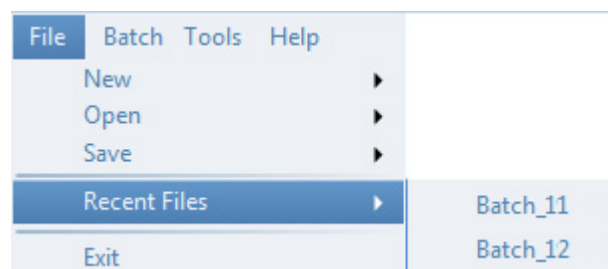 File Batch Tools Help
New
Open
Save
Recent Files
Batch_11
Exit
Batch_12